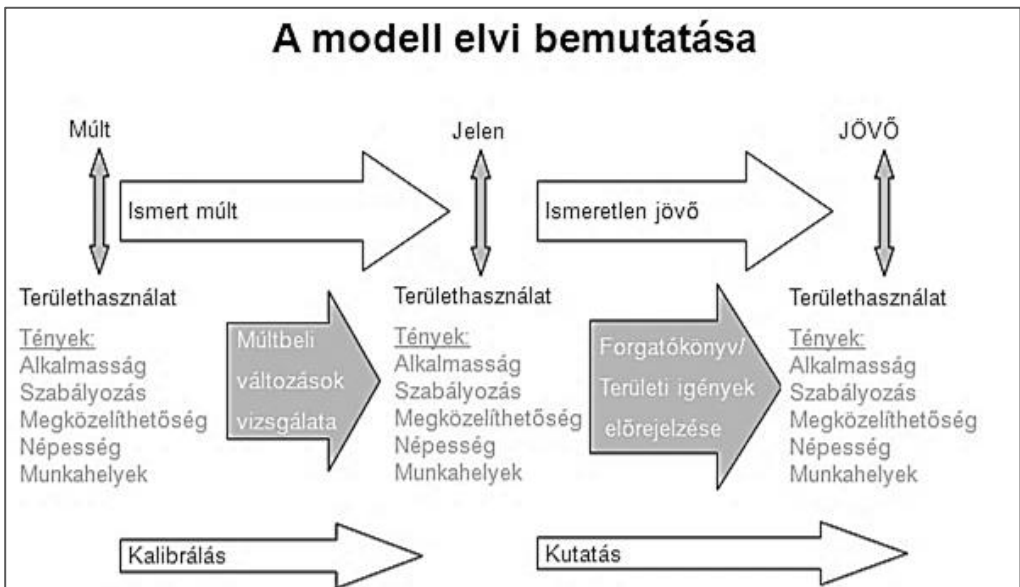 A modell elvi bemutatása
Múlt
Jelen
JÖVŐ
Ismert múlt
Ismeretlen jövő
Területhasználat
Tények:
Alkalmasság
Szabályozás
Megközelíthetőség
Népesség
Munkahelyek
Múltbeli
változások
vizsgálata
Területhasználat
Tények:
Alkalmasság
Szabályozás
Megközelíthetőség
Népesség
Munkahelyek
Forgatókönyv/
Területi igények
előrejelzése
Területhasználat
Tények:
Alkalmasság
Szabályozás
Megközelíthetőség
Népesség
Munkahelyek
Kalibrálás
Kutatás